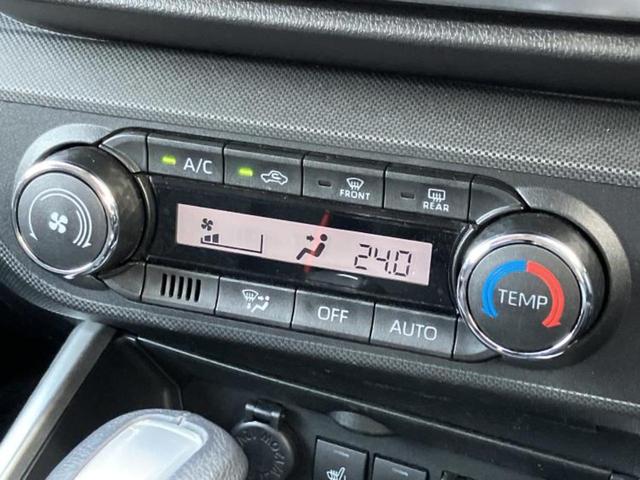 A/C
FRONT
REAR
24.0
TEMP
OFF
AUTO